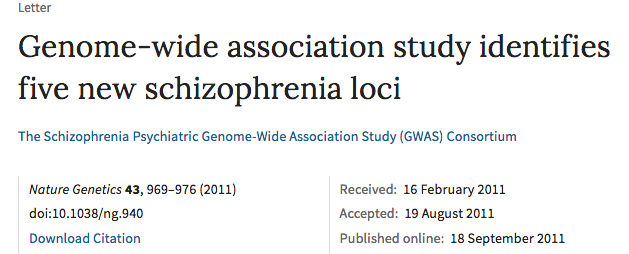 Letter
Genome-wide association study identifies
five new schizophrenia loci
The Schizophrenia Psychiatric Genome-Wide Association Study (GWAS) Consortium
Nature Genetics 43, 969–976 (2011)
doi:10.1038/ng.940
Download Citation
Received: 16 February 2011
Accepted: 19 August 2011
Published online: 18 September 2011